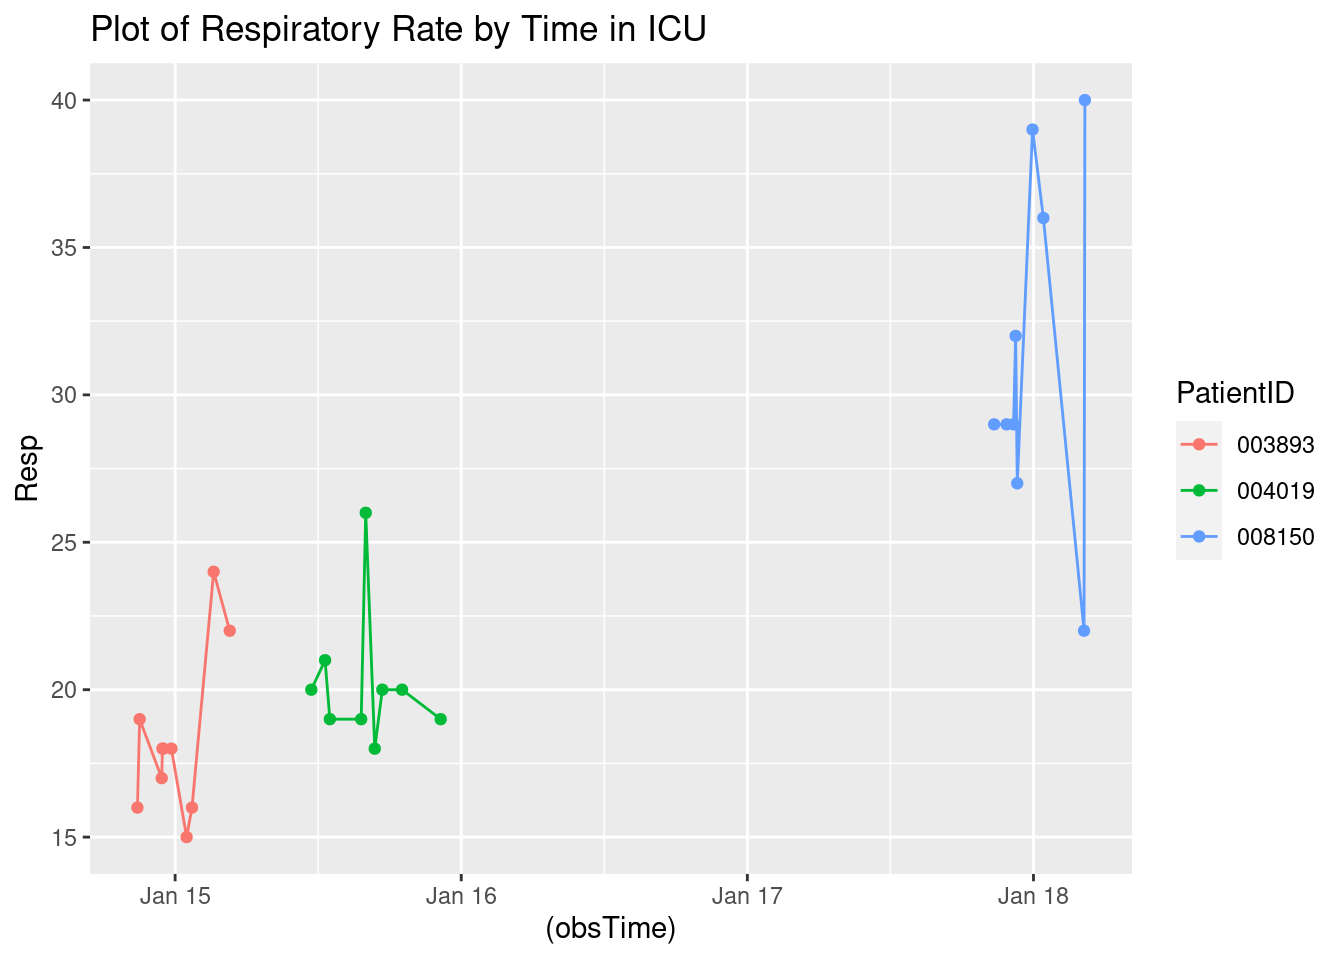 Plot of Respiratory Rate by Time in ICU
40
35
30
25
20
15
Resp
Jan 15
Jan 16
Jan 17
Jan 18
(obsTime)
PatientID
003893
004019
008150